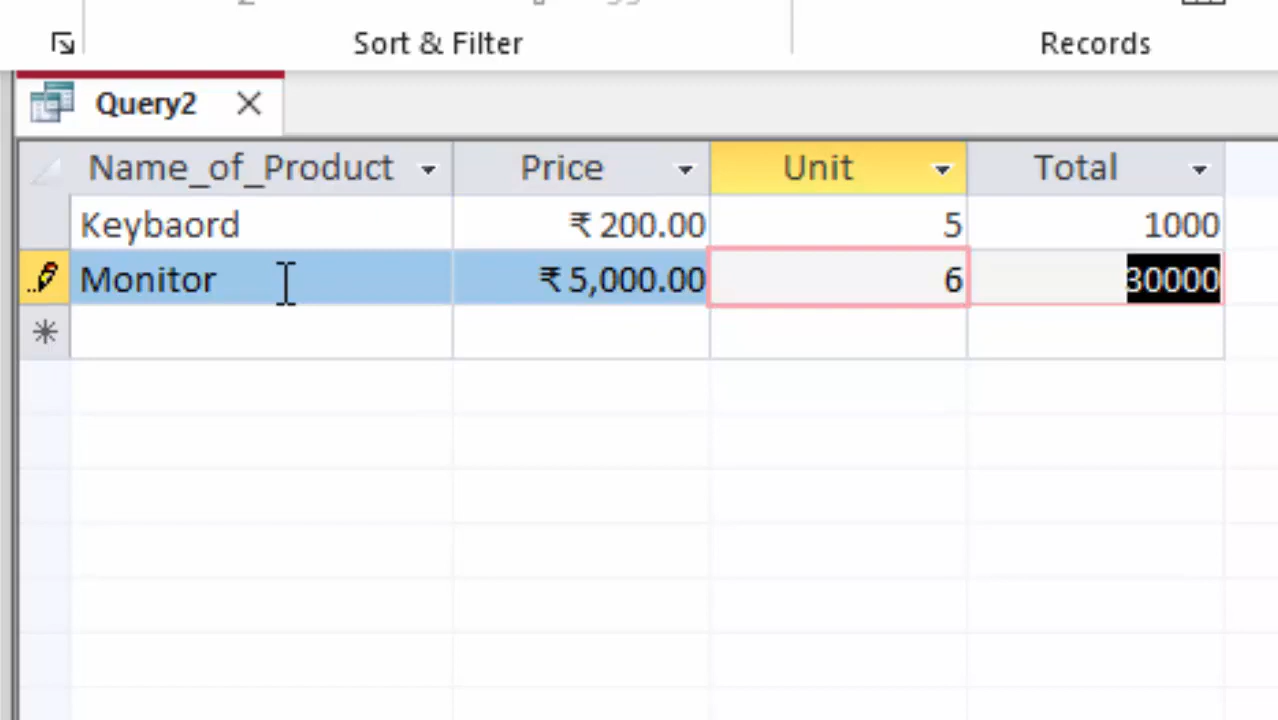 Sort & Filter
Records
Query2
Name_of_Product Price Unit Total
Keybaord ₹ 200.00 5 1000
Monitor ₹ 5,000.00 6 30000